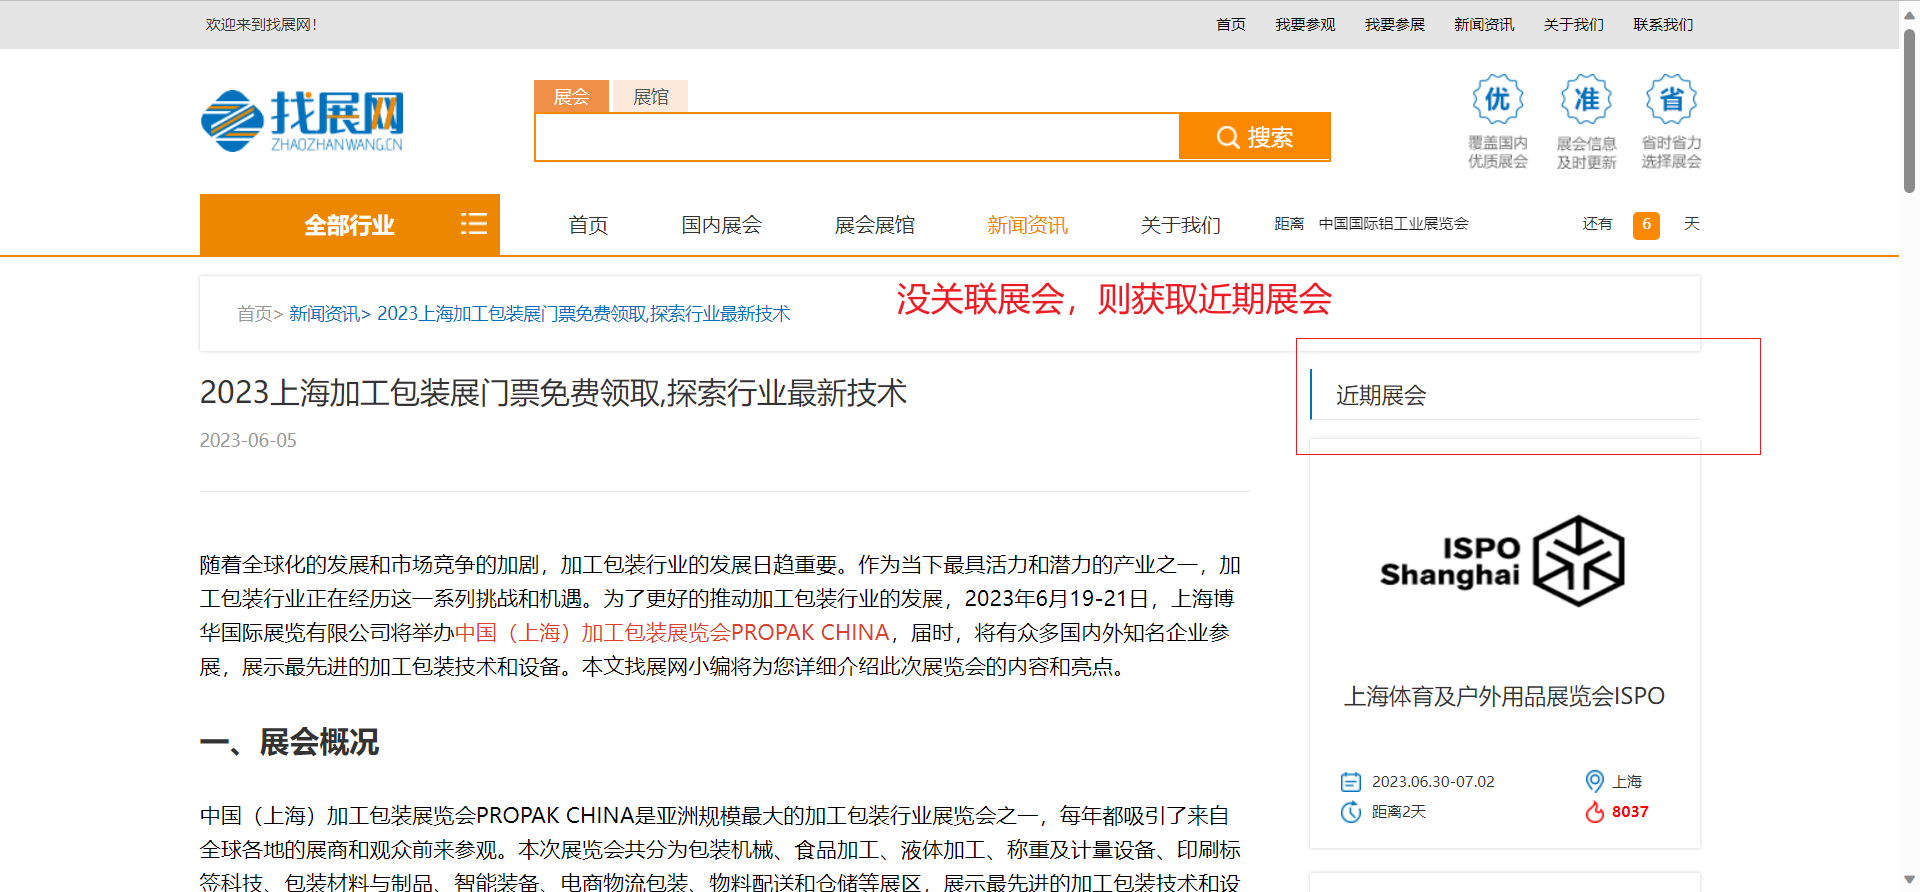 欢迎来到找展网!
首页 我要参观 我要参展 新闻资讯 关于我们 联系我们
找展网
ZHAOZHANWANG.CN
展会 展馆
搜索
优 准 省
覆盖国内 展会信息 省时省力
优质展会 及时更新 选择展会
全部行业 首页 国内展会 展会展馆 新闻资讯 关于我们 距离 中国国际铝工业展览会 还有 6 天
没关联展会，则获取近期展会
首页> 新闻资讯> 2023上海加工包装展门票免费领取,探索行业最新技术
2023上海加工包装展门票免费领取,探索行业最新技术
2023-06-05
随着全球化的发展和市场竞争的加剧，加工包装行业的发展日趋重要。作为当下最具活力和潜力的产业之一，加
工包装行业正在经历这一系列挑战和机遇。为了更好的推动加工包装行业的发展，2023年6月19-21日，上海博
华国际展览有限公司将举办中国（上海）加工包装展览会PROPAK CHINA，届时，将有众多国内外知名企业参
展，展示最先进的加工包装技术和设备。本文找展网小编将为您详细介绍此次展览会的内容和亮点。
一、展会概况
中国（上海）加工包装展览会PROPAK CHINA是亚洲规模最大的加工包装行业展览会之一，每年都吸引了来自
全球各地的展商和观众前来参观。本次展览会共分为包装机械、食品加工、液体加工、称重及计量设备、印刷标
签科技、包装材料与制品、智能装备、电商物流包装、物料配送和仓储等展区，展示最先进的加工包装技术和设
近期展会
ISPO
Shanghai
上海体育及户外用品展览会ISPO
2023.06.30-07.02 上海
距离2天 8037